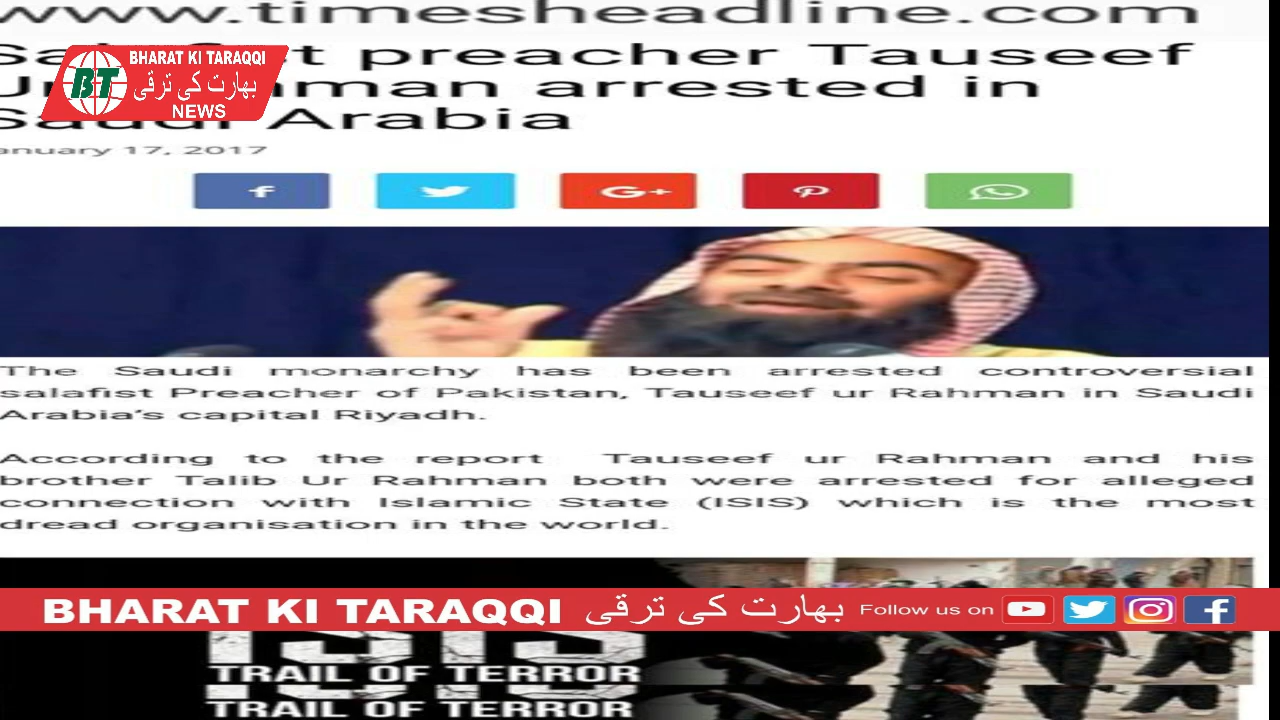 www.timesheadline.com
preacher Tauseef
arrested in
Saudi Arabia
January 17, 2017
BHARAT KI TARAQQI
BT
بھارت کی ترقی
NEWS
The Saudi monarchy has been arrested controversial
salafist Preacher of Pakistan, Tauseef ur Rahman in Saudi
Arabia's capital Riyadh.
According to the report Tauseef ur Rahman and his
brother Talib Ur Rahman both were arrested for alleged
connection with Islamic State (ISIS) which is the most
dread organisation in the world.
BHARAT KI TARAQQI بھارت کی ترقی Follow us on
ISIS
TRAIL OF TERROR
ISIS
TRAIL OF TERROR